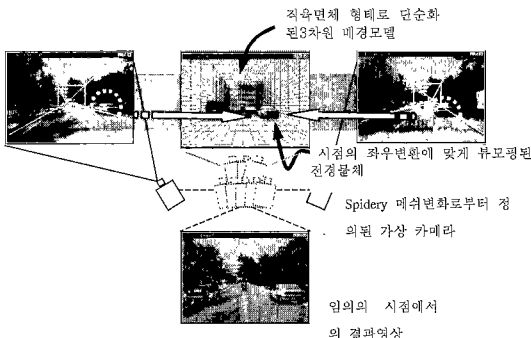 직육면체 형태로 단순화
된3차원 배경모델
시점의 좌우변환에 맞게 뷰모핑된
전경물체
Spidery 메쉬변화로부터 정
의된 가상 카메라
임의의 시점에서
의 결과영상